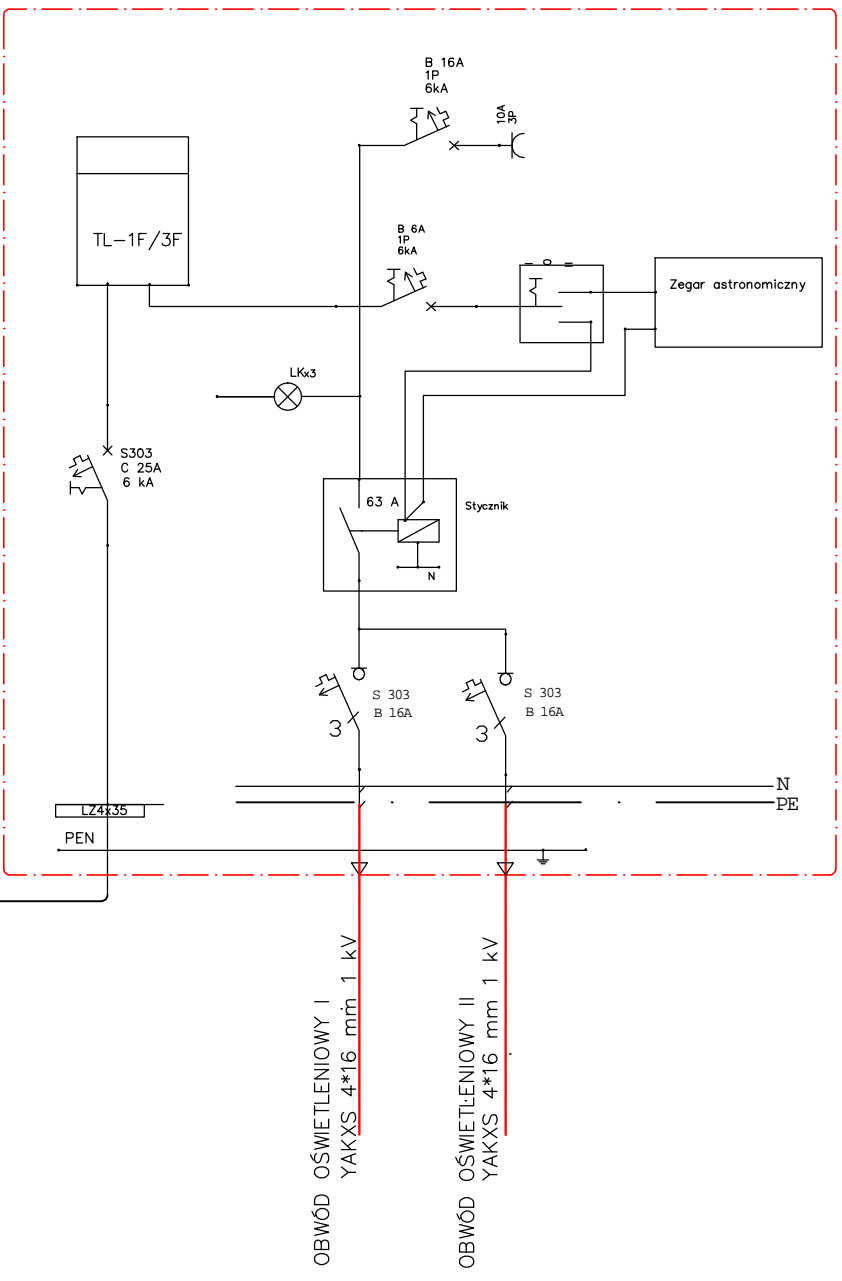 B 16A
1P
6kA
10A
3P
TL-1F/3F
B 6A
1P
6kA
I O II
Zegar astronomiczny
LKx3
S303
C 25A
6 kA
63 A
Stycznik
N
S 303
B 16A
3
S 303
B 16A
3
N
LZ4x35
PE
PEN
OBWÓD OŚWIETLENIOWY I
YAKXS 4*16 mm 1 kV
OBWÓD OŚWIETLENIOWY II
YAKXS 4*16 mm 1 kV